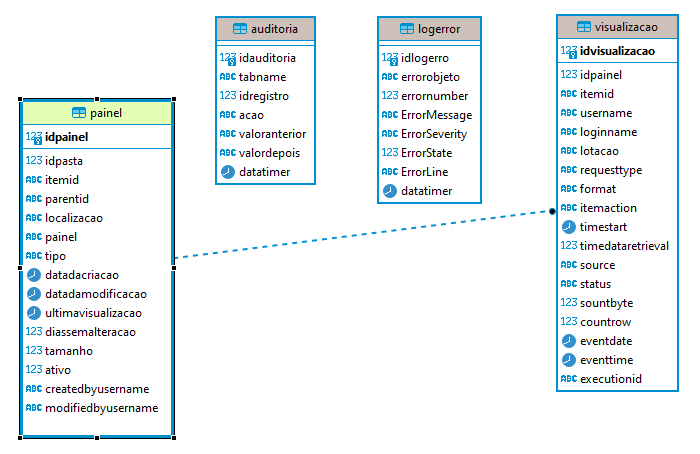 auditoria
123 idauditoria
ABC tabname
123 idregistro
ABC acao
ABC valoranterior
ABC valordepois
datatimer
logerror
123 idlogerro
ABC errorobjeto
123 errornumber
ABC ErrorMessage
ABC ErrorSeverity
123 ErrorState
ABC ErrorLine
datatimer
visualizacao
123 idvisualizacao
123 idpainel
ABC itemid
ABC username
ABC loginname
ABC lotacao
ABC requesttype
ABC format
ABC itemaction
timestart
123 timedataretrieval
ABC source
ABC status
123 sountbyte
123 countrow
eventdate
eventtime
ABC executionid
painel
123 idpainel
123 idpasta
ABC itemid
ABC parentid
ABC localizacao
ABC painel
ABC tipo
datadacriacao
datadamodificacao
ultimavisualizacao
123 diassemalteracao
123 tamanho
123 ativo
ABC createdbyusername
ABC modifiedbyusername